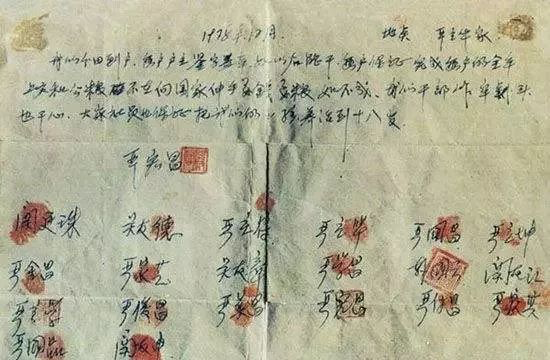 1978年12月 地点 严立华家
我们分田到户,每户户主签字盖章,如以后能干,每户保证完成每户的全年
上交和公粮,不在向国家伸手要钱要粮,如不成,我们干部作牢刹头
也干心,大家社员也保证把我们的小孩养活到十八岁
严宏昌
关廷珠 关友德 严立符 严立华 严国昌 严立坤
严金昌 严家芝 关友章 严学昌 韩国云 关友江
严立学 严俊昌 严美昌 严宏昌 严付昌 严家其
严国品 关友申